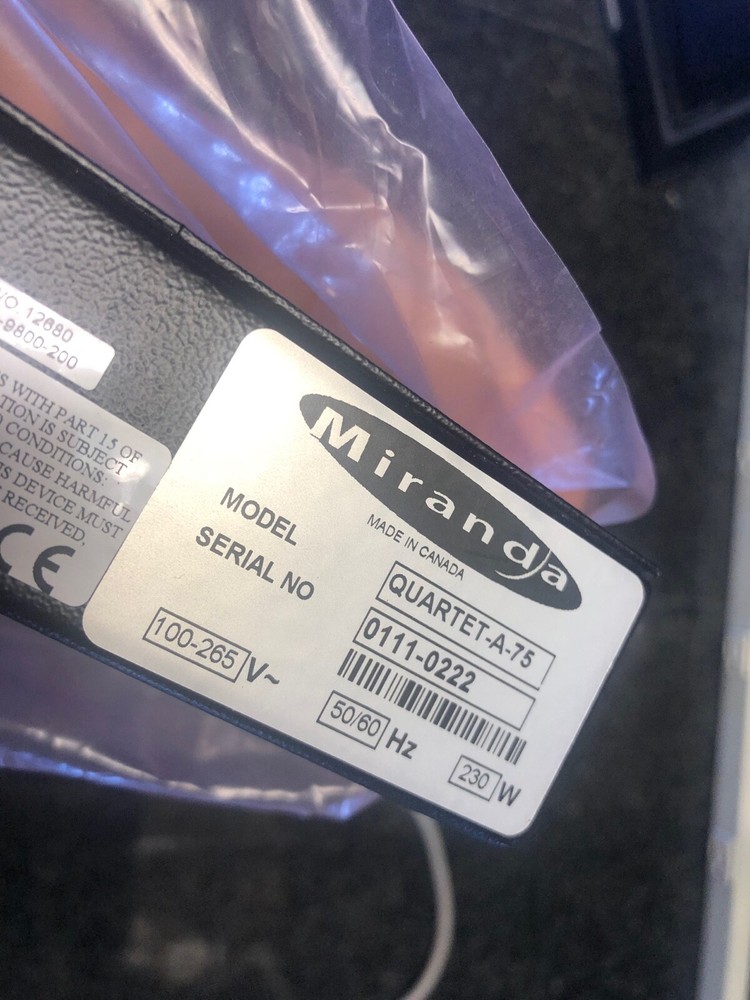 /O 12680
-9800-200
S WITH PART 15 OF
TION IS SUBJECT
CONDITIONS:
CAUSE HARMFUL
IS DEVICE MUST
RECEIVED,
CE
Miranda
MADE IN CANADA
MODEL QUARTET-A-75
SERIAL NO 0111-0222
100-265 V~ 50/60 Hz 230 W